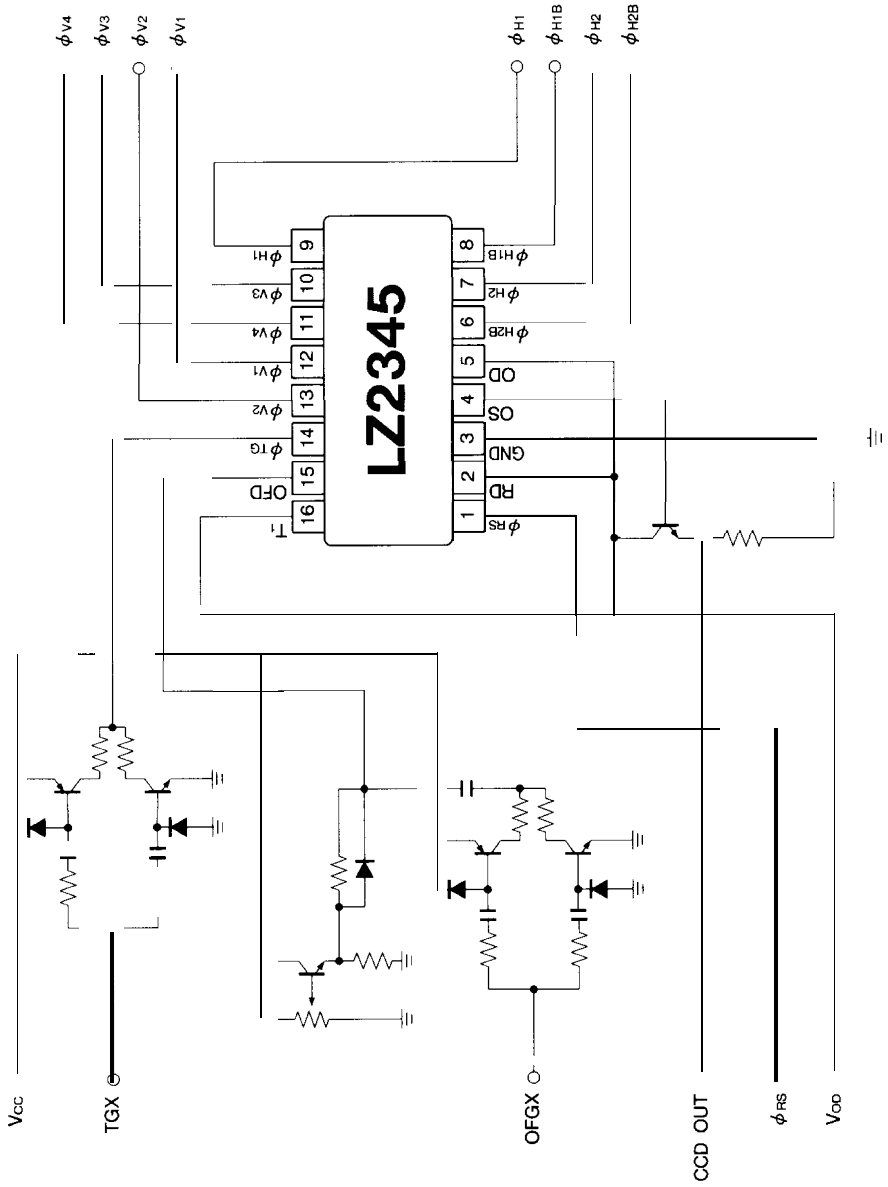 φV4
φV3
φV2
φV1
φH1
φH1B
φH2
φH2B
φH1
φV3
φV4
φV1
φV2
φTG
OFD
T1
9
10
11
12
13
14
15
16
LZ2345
8
7
6
5
4
3
2
1
φH1B
φH2
φH2B
OD
OS
GND
RD
φRS
VCC
TGX
OFGX
CCD OUT
φRS
VOD